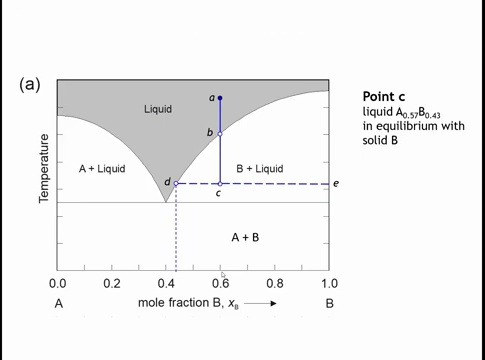 (a)
Point c
liquid A0.57B0.43
in equilibrium with
solid B
a
Liquid
b
Temperature
A + Liquid
B + Liquid
d
e
c
A + B
0.0 0.2 0.4 0.6 0.8 1.0
A mole fraction B, xB B